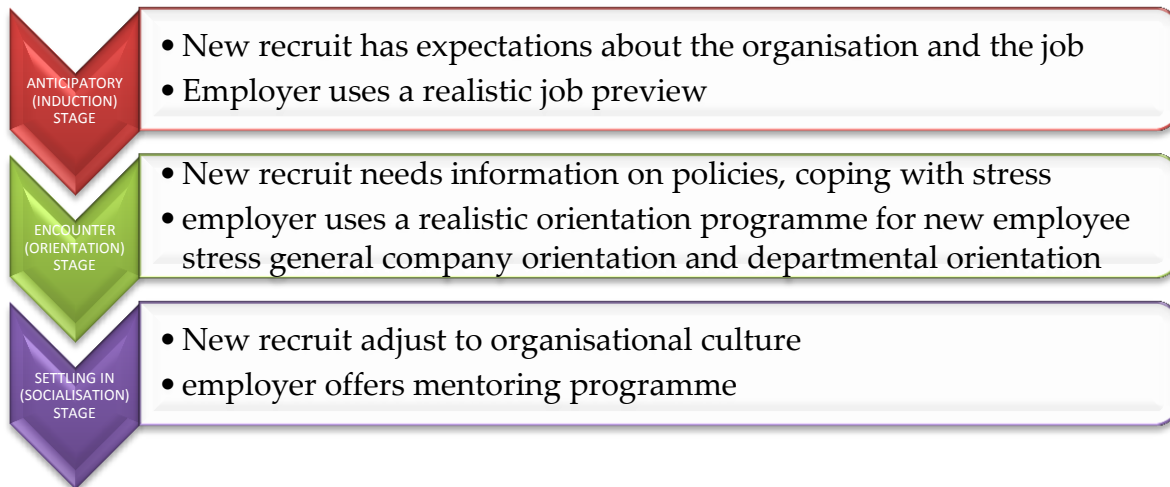 ANTICIPATORY
(INDUCTION)
STAGE
• New recruit has expectations about the organisation and the job
• Employer uses a realistic job preview
ENCOUNTER
(ORIENTATION)
STAGE
• New recruit needs information on policies, coping with stress
• employer uses a realistic orientation programme for new employee
stress general company orientation and departmental orientation
SETTLING IN
(SOCIALISATION)
STAGE
• New recruit adjust to organisational culture
• employer offers mentoring programme